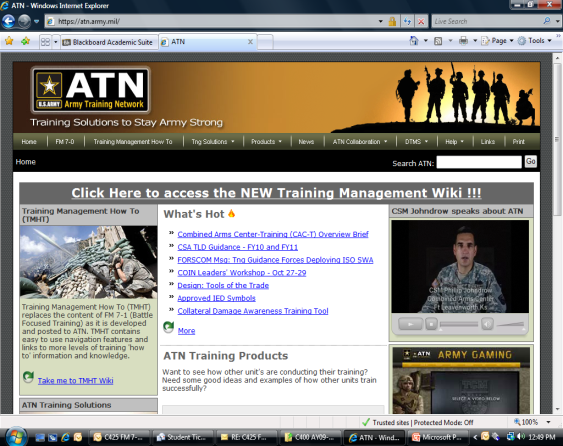 ATN - Windows Internet Explorer
https://atn.army.mil/
Live Search
Blackboard Academic Suite
ATN
Page
Tools
ATN
U.S.ARMY
Army Training Network
Training Solutions to Stay Army Strong
Home
FM 7-0
Training Management How To
Tng Solutions
Products
News
ATN Collaboration
DTMS
Help
Links
Print
Home
Search ATN:
Go
Click Here to access the NEW Training Management Wiki !!!
Training Management How To
(TMHT)
Training Management How To (TMHT)
replaces the content of FM 7-1 (Battle
Focused Training) as it is developed
and posted to ATN. TMHT contains
easy to use navigation features and
links to more levels of training 'how
to' information and knowledge.
Take me to TMHT Wiki
ATN Training Solutions
What's Hot
» Combined Arms Center-Training (CAC-T) Overview Brief
» CSA TLD Guidance - FY10 and FY11
» FORSCOM Msg: Tng Guidance Forces Deploying ISO SWA
» COIN Leaders' Workshop - Oct 27-29
» Design: Tools of the Trade
» Approved IED Symbols
» Collateral Damage Awareness Training Tool
More
ATN Training Products
Want to see how other unit's are conducting their training?
Need some good ideas and examples of how other units train
successfully?
CSM Johndrow speaks about ATN
CSM Philip Johndrow
Combined Arms Center
Ft Leavenworth Ks
ATN ARMY GAMING
SELECT A VIDEO BELOW
Trusted sites | Protected Mode: Off
100%
C425 FM 7-...
Student Tic...
RE: C425 F...
C400 AY09-...
ATN - Wind...
Microsoft P...
12:49 PM